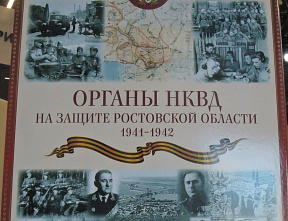 ОРГАНЫ НКВД
НА ЗАЩИТЕ РОСТОВСКОЙ ОБЛАСТИ
1941-1942